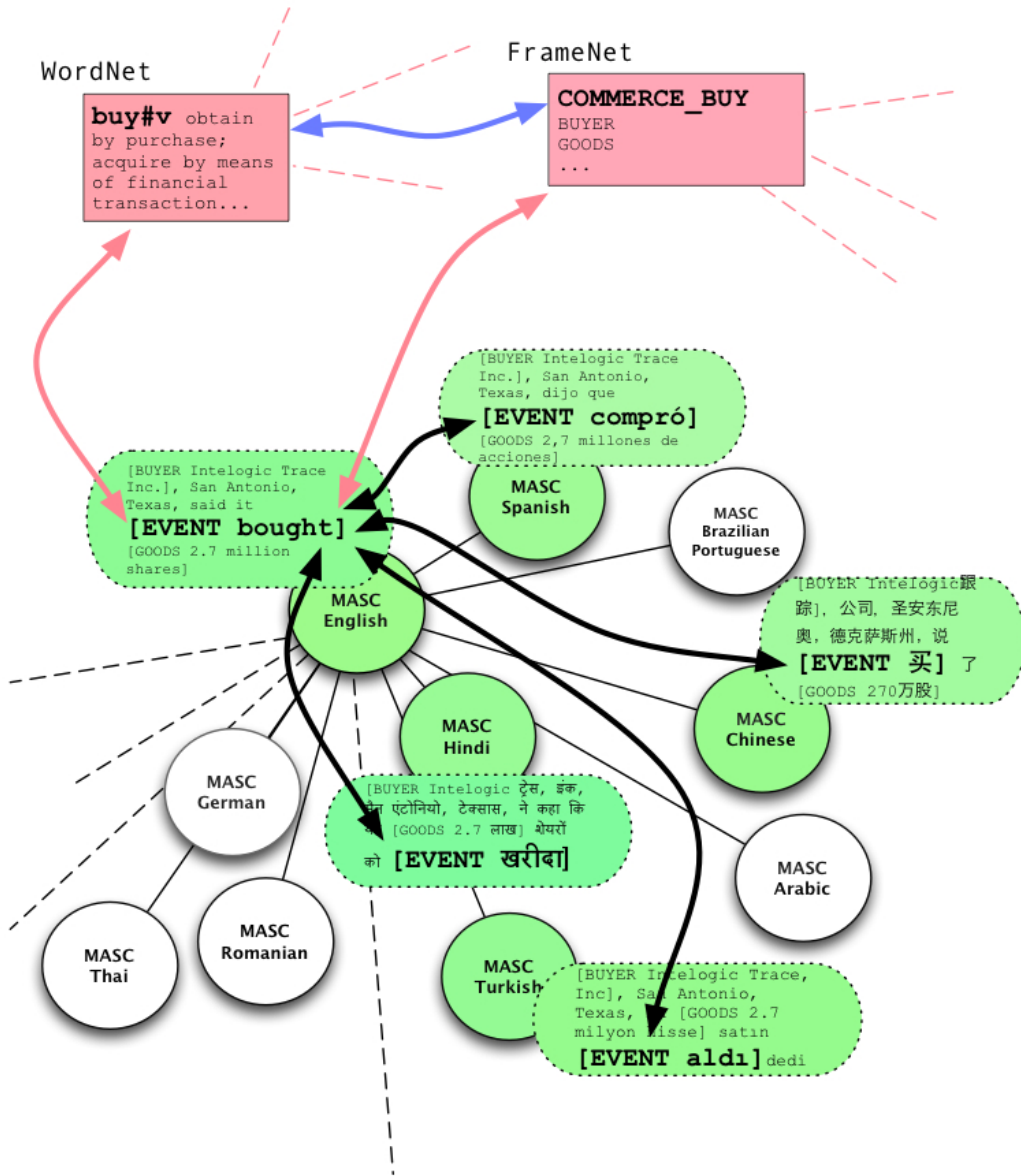 WordNet
FrameNet
buy#v obtain
by purchase;
acquire by means
of financial
transaction...
COMMERCE_BUY
BUYER
GOODS
...
[BUYER Intelogic Trace
Inc.], San Antonio,
Texas, dijo que
[EVENT compró]
[GOODS 2,7 millones de
acciones]
[BUYER Intelogic Trace
Inc.], San Antonio,
Texas, said it
[EVENT bought]
[GOODS 2.7 million
shares]
MASC
Spanish
MASC
Brazilian
Portuguese
MASC
English
[BUYER Intelogic跟
踪], 公司, 圣安东尼
奥, 德克萨斯州, 说
[EVENT 买] 了
[GOODS 270万股]
MASC
Chinese
MASC
Hindi
MASC
German
[BUYER Intelogic ट्रेस, इंक,
एंटोनियो, टेक्सास, ने कहा कि
[GOODS 2.7 लाख] शेयरों
को [EVENT खरीदा]
MASC
Arabic
MASC
Thai
MASC
Romanian
MASC
Turkish
[BUYER Intelogic Trace,
Inc], San Antonio,
Texas, [GOODS 2.7
milyon hisse] satın
[EVENT aldı] dedi